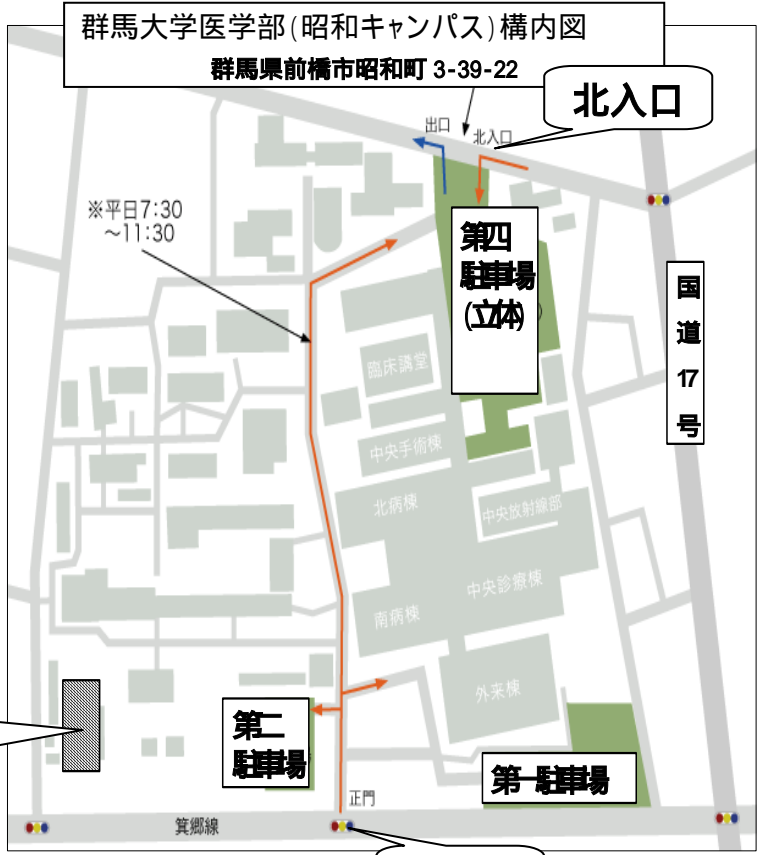 群馬大学医学部(昭和キャンパス)構内図
群馬県前橋市昭和町 3-39-22
北入口
出口
北入口
※平日7:30
～11:30
第四
駐車場
(立体)
国
道
17
号
臨床講堂
中央手術棟
北病棟
中央放射線部
中央診療棟
南病棟
外来棟
第二
駐車場
第一駐車場
正門
箕郷線